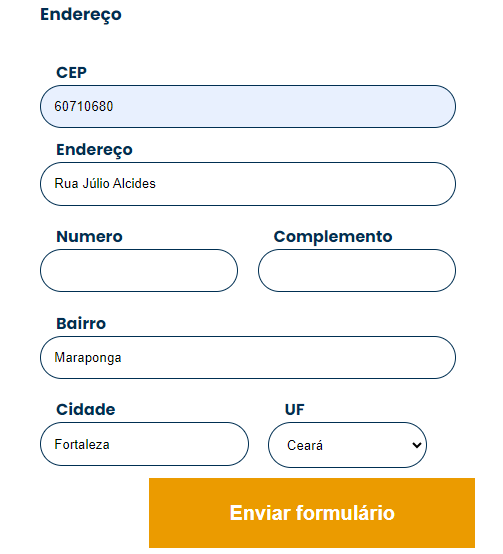 Endereço
CEP
60710680
Endereço
Rua Júlio Alcides
Numero Complemento
Bairro
Maraponga
Cidade UF
Fortaleza Ceará
Enviar formulário